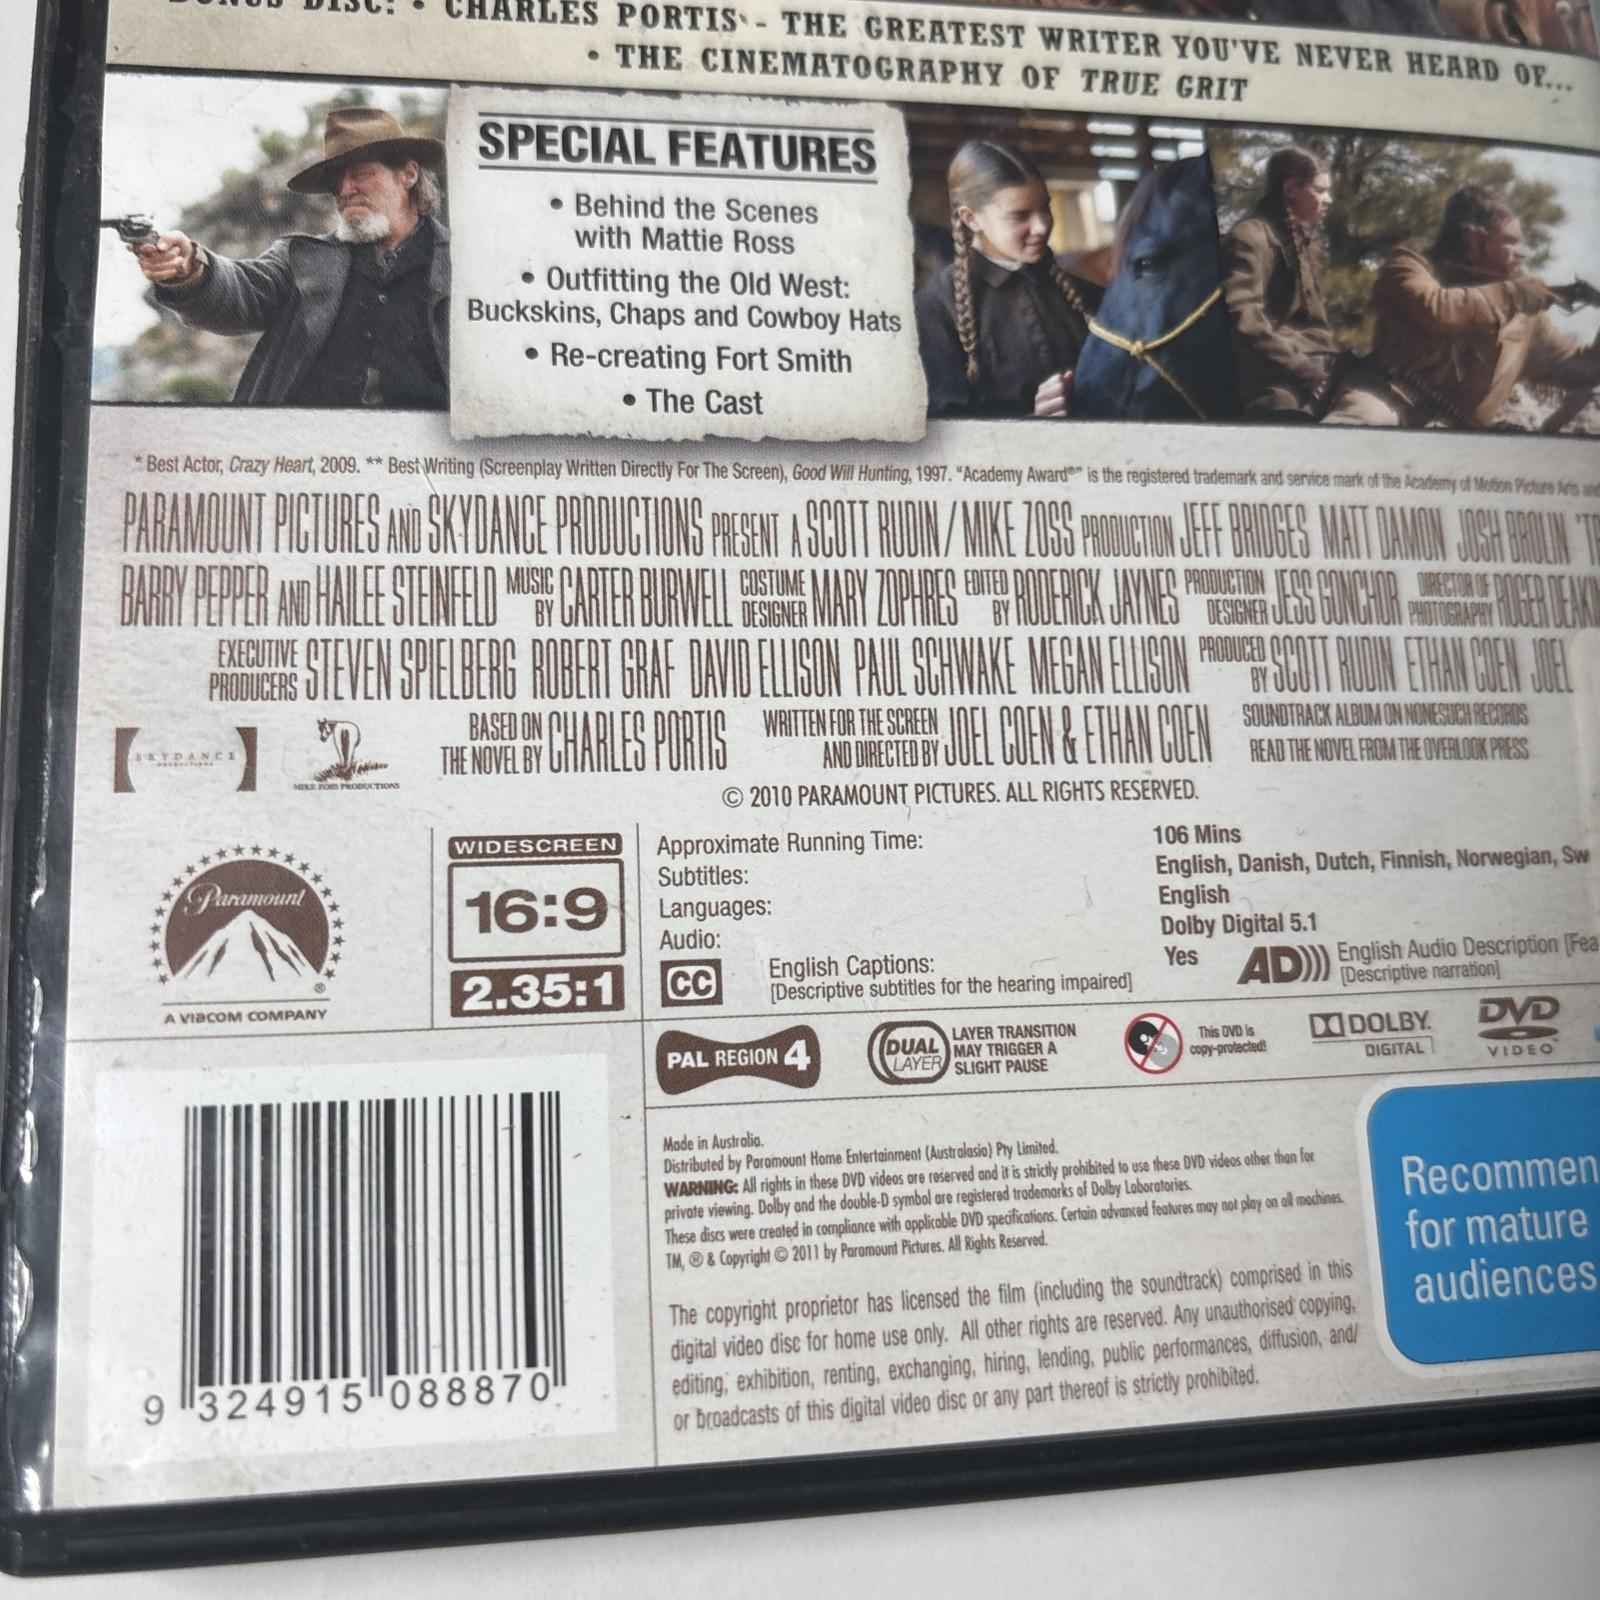 BONUS DISC: • CHARLES PORTIS - THE GREATEST WRITER YOU'VE NEVER HEARD OF...
• THE CINEMATOGRAPHY OF TRUE GRIT
SPECIAL FEATURES
• Behind the Scenes
with Mattie Ross
• Outfitting the Old West:
Buckskins, Chaps and Cowboy Hats
• Re-creating Fort Smith
• The Cast
* Best Actor, Crazy Heart, 2009. ** Best Writing (Screenplay Written Directly For The Screen), Good Will Hunting, 1997. "Academy Award®" is the registered trademark and service mark of the Academy of Motion Picture Arts and
PARAMOUNT PICTURES AND SKYDANCE PRODUCTIONS PRESENT A SCOTT RUDIN / MIKE ZOSS PRODUCTION JEFF BRIDGES MATT DAMON JOSH BROLIN
BARRY PEPPER AND HAILEE STEINFELD MUSIC BY CARTER BURWELL COSTUME DESIGNER MARY ZOPHRES EDITED BY RODERICK JAYNES PRODUCTION DESIGNER JESS GONCHOR DIRECTOR OF PHOTOGRAPHY ROGER DEAKIN
EXECUTIVE PRODUCERS STEVEN SPIELBERG ROBERT GRAF DAVID ELLISON PAUL SCHWAKE MEGAN ELLISON PRODUCED BY SCOTT RUDIN ETHAN COEN JOEL
BASED ON THE NOVEL BY CHARLES PORTIS WRITTEN FOR THE SCREEN AND DIRECTED BY JOEL COEN & ETHAN COEN
SOUNDTRACK ALBUM ON NONESUCH RECORDS
READ THE NOVEL FROM THE OVERLOOK PRESS
SKYDANCE
PRODUCTIONS
MIKE ZOSS PRODUCTIONS
© 2010 PARAMOUNT PICTURES. ALL RIGHTS RESERVED.
Paramount
®
A VIACOM COMPANY
WIDESCREEN
16:9
2.35:1
Approximate Running Time: 106 Mins
Subtitles: English, Danish, Dutch, Finnish, Norwegian, Sw
Languages: English
Audio: Dolby Digital 5.1
CC English Captions: Yes
[Descriptive subtitles for the hearing impaired]
AD))) English Audio Description [Fea
[Descriptive narration]
PAL REGION 4
DUAL LAYER
LAYER TRANSITION
MAY TRIGGER A
SLIGHT PAUSE
This DVD is
copy-protected!
DOLBY
DIGITAL
DVD
VIDEO
9 324915 088870
Made in Australia.
Distributed by Paramount Home Entertainment (Australasia) Pty Limited.
WARNING: All rights in these DVD videos are reserved and it is strictly prohibited to use these DVD videos other than for
private viewing. Dolby and the double-D symbol are registered trademarks of Dolby Laboratories.
These discs were created in compliance with applicable DVD specifications. Certain advanced features may not play on all machines.
TM, ® & Copyright © 2011 by Paramount Pictures. All Rights Reserved.
The copyright proprietor has licensed the film (including the soundtrack) comprised in this
digital video disc for home use only. All other rights are reserved. Any unauthorised copying,
editing, exhibition, renting, exchanging, hiring, lending, public performances, diffusion, and/
or broadcasts of this digital video disc or any part thereof is strictly prohibited.
Recommen
for mature
audiences